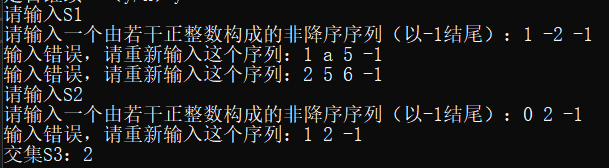 请输入S1
请输入一个由若干正整数构成的非降序序列（以-1结尾）：1 -2 -1
输入错误，请重新输入这个序列：1 a 5 -1
输入错误，请重新输入这个序列：2 5 6 -1
请输入S2
请输入一个由若干正整数构成的非降序序列（以-1结尾）：0 2 -1
输入错误，请重新输入这个序列：1 2 -1
交集S3：2